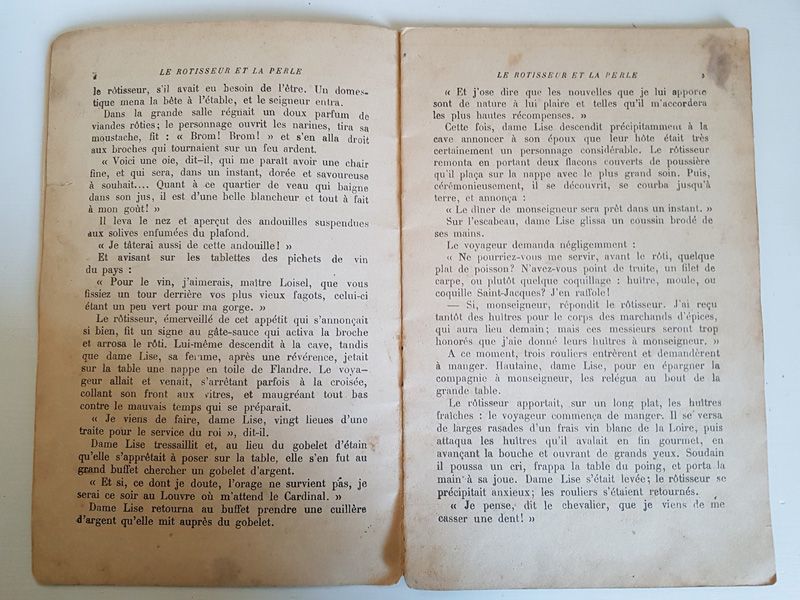 LE ROTISSEUR ET LA PERLE
le rôtisseur, s'il avait eu besoin de l'être. Un domes-
tique mena la bête à l'étable, et le seigneur entra.
Dans la grande salle régnait un doux parfum de
viandes rôties; le personnage ouvrit les narines, tira sa
moustache, fit : « Brom! Brom! » et s'en alla droit
aux broches qui tournaient sur un feu ardent.
« Voici une oie, dit-il, qui me paraît avoir une chair
fine, et qui sera, dans un instant, dorée et savoureuse
à souhait.... Quant à ce quartier de veau qui baigne
dans son jus, il est d'une belle blancheur et tout à fait
à mon goût! »
Il leva le nez et aperçut des andouilles suspendues
aux solives enfumées du plafond.
« Je tâterai aussi de cette andouille! »
Et avisant sur les tablettes des pichets de vin
du pays :
« Pour le vin, j'aimerais, maître Loisel, que vous
fissiez un tour derrière vos plus vieux fagots, celui-ci
étant un peu vert pour ma gorge. »
Le rôtisseur, émerveillé de cet appétit qui s'annonçait
si bien, fit un signe au gâte-sauce qui activa la broche
et arrosa le rôti. Lui-même descendit à la cave, tandis
que dame Lise, sa femme, après une révérence, jetait
sur la table une nappe en toile de Flandre. Le voya-
geur allait et venait, s'arrêtant parfois à la croisée,
collant son front aux vitres, et maugréant tout bas
contre le mauvais temps qui se préparait.
« Je viens de faire, dame Lise, vingt lieues d'une
traite pour le service du roi », dit-il.
Dame Lise tressaillit et, au lieu du gobelet d'étain
qu'elle s'apprêtait à poser sur la table, elle s'en fut au
grand buffet chercher un gobelet d'argent.
« Et si, ce dont je doute, l'orage ne survient pas, je
serai ce soir au Louvre où m'attend le Cardinal. »
Dame Lise retourna au buffet prendre une cuillère
d'argent qu'elle mit auprès du gobelet.
LE ROTISSEUR ET LA PERLE
« Et j'ose dire que les nouvelles que je lui apporte
sont de nature à lui plaire et telles qu'il m'accordera
les plus hautes récompenses. »
Cette fois, dame Lise descendit précipitamment à la
cave annoncer à son époux que leur hôte était très
certainement un personnage considérable. Le rôtisseur
remonta en portant deux flacons couverts de poussière
qu'il plaça sur la nappe avec le plus grand soin. Puis,
cérémonieusement, il se découvrit, se courba jusqu'à
terre, et annonça :
« Le dîner de monseigneur sera prêt dans un instant. »
Sur l'escabeau, dame Lise glissa un coussin brodé de
ses mains.
Le voyageur demanda négligemment :
« Ne pourriez-vous me servir, avant le rôti, quelque
plat de poisson? N'avez-vous point de truite, un filet de
carpe, ou plutôt quelque coquillage : huître, moule, ou
coquille Saint-Jacques? J'en raffole!
— Si, monseigneur, répondit le rôtisseur. J'ai reçu
tantôt des huîtres pour le corps des marchands d'épices,
qui aura lieu demain; mais ces messieurs seront trop
honorés que j'aie donné leurs huîtres à monseigneur. »
A ce moment, trois rouliers entrèrent et demandèrent
à manger. Hautaine, dame Lise, pour en épargner la
compagnie à monseigneur, les relégua au bout de la
grande table.
Le rôtisseur apportait, sur un long plat, les huîtres
fraîches : le voyageur commença de manger. Il se versa
de larges rasades d'un frais vin blanc de la Loire, puis
attaqua les huîtres qu'il avalait en fin gourmet, en
avançant la bouche et ouvrant de grands yeux. Soudain
il poussa un cri, frappa la table du poing, et porta la
main à sa joue. Dame Lise s'était levée; le rôtisseur se
précipitait anxieux; les rouliers s'étaient retournés.
« Je pense, dit le chevalier, que je viens de me
casser une dent! »